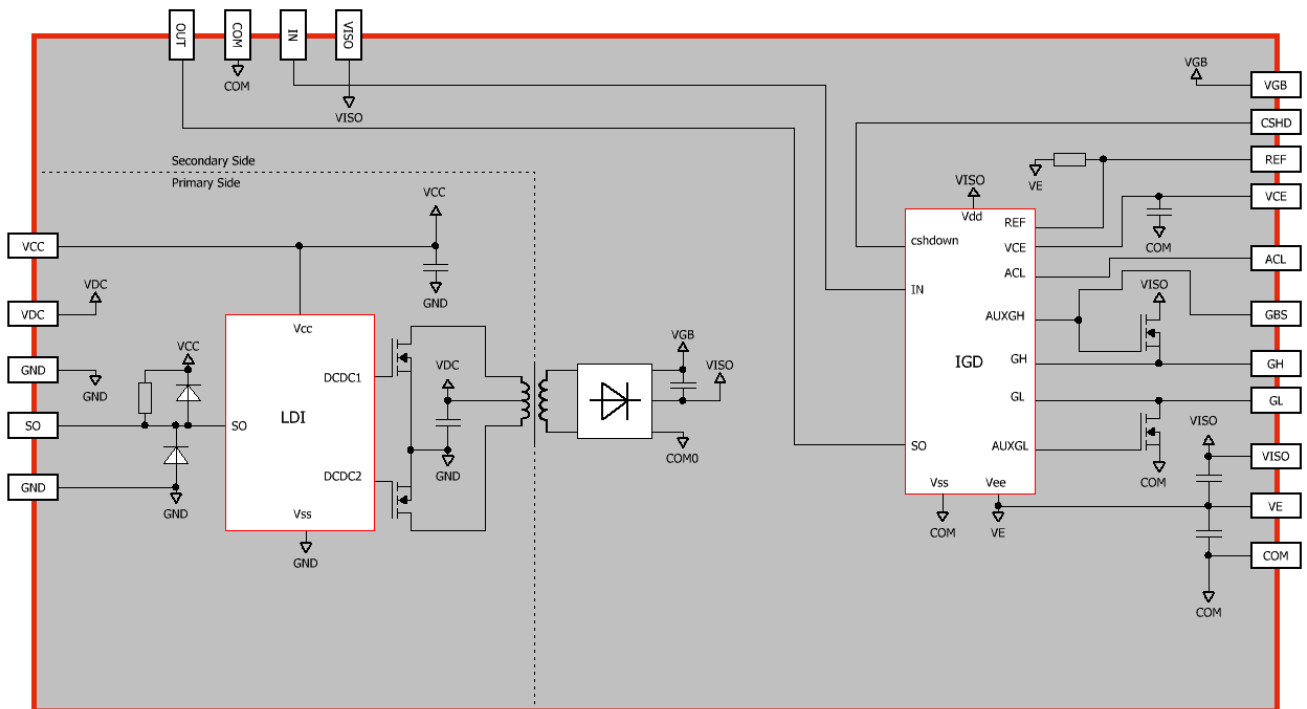 OUT
COM
IN
VISO
COM
VISO
VGB
VGB
CSHD
REF
VE
VCE
COM
Secondary Side
Primary Side
VCC
VCC
GND
VDC
VDC
GND
GND
VCC
SO
SO
GND
GND
Vcc
LDI
DCDC1
DCDC2
Vss
GND
VDC
GND
VGB
VISO
COM0
VISO
Vdd
cshdown
REF
VCE
ACL
IN
AUXGH
GH
IGD
GL
SO
AUXGL
Vss
Vee
COM
VE
ACL
VISO
GBS
GH
GL
COM
VISO
VISO
VE
COM
COM